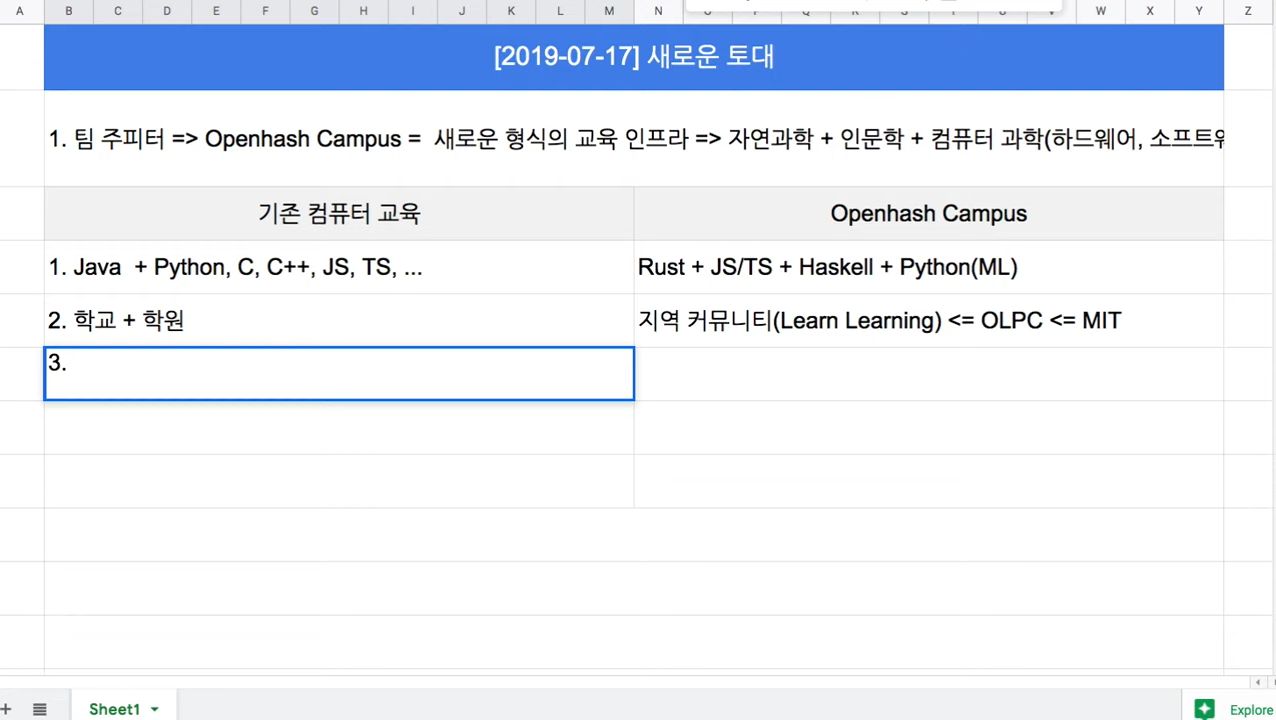 A B C D E F G H I J K L M N W X Y Z
[2019-07-17] 새로운 토대
1. 팀 주피터 => Openhash Campus = 새로운 형식의 교육 인프라 => 자연과학 + 인문학 + 컴퓨터 과학(하드웨어, 소프트웨
기존 컴퓨터 교육 Openhash Campus
1. Java + Python, C, C++, JS, TS, ... Rust + JS/TS + Haskell + Python(ML)
2. 학교 + 학원 지역 커뮤니티(Learn Learning) <= OLPC <= MIT
3.
Sheet1 Explore